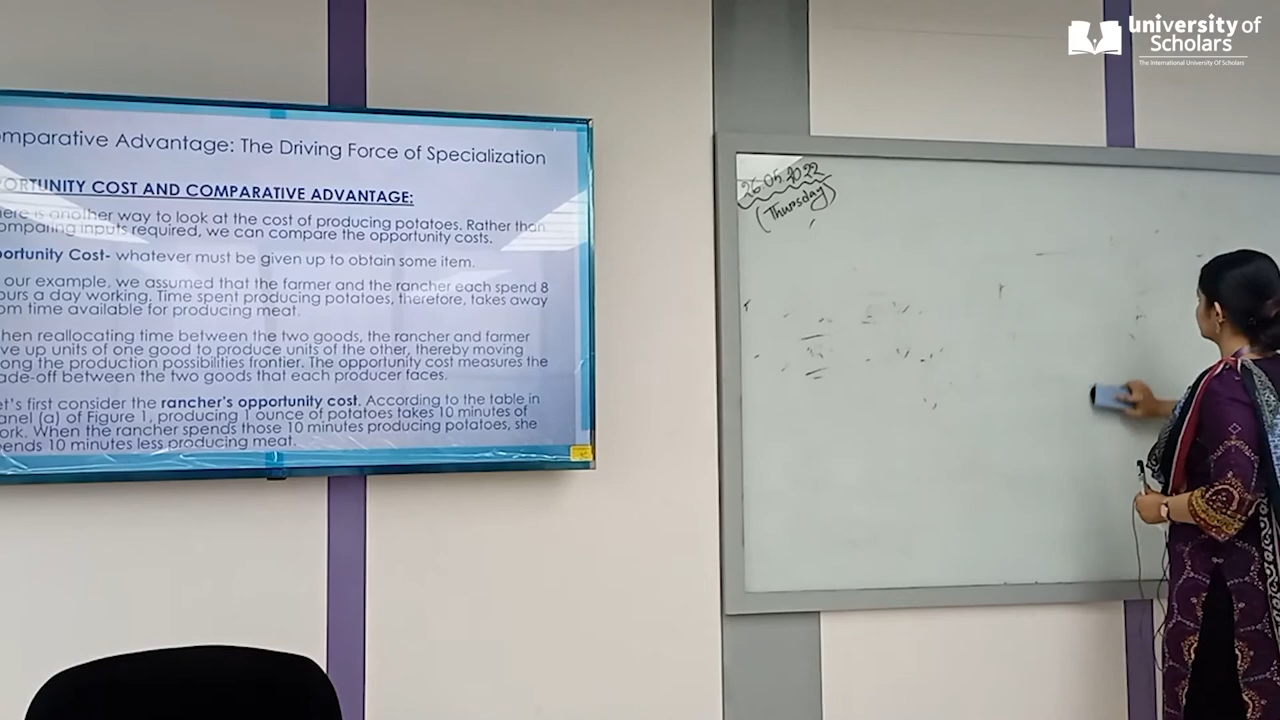 University of
Scholars
The International University Of Scholars
omparative Advantage: The Driving Force of Specialization
PORTUNITY COST AND COMPARATIVE ADVANTAGE:
here is another way to look at the cost of producing potatoes. Rather than
omparing inputs required, we can compare the opportunity costs.
portunity Cost- whatever must be given up to obtain some item.
our example, we assumed that the farmer and the rancher each spend 8
ours a day working. Time spent producing potatoes, therefore, takes away
om time available for producing meat.
hen reallocating time between the two goods, the rancher and farmer
ve up units of one good to produce units of the other, thereby moving
ong the production possibilities frontier. The opportunity cost measures the
ade-off between the two goods that each producer faces.
et's first consider the rancher's opportunity cost. According to the table in
anel (a) of Figure 1, producing 1 ounce of potatoes takes 10 minutes of
ork. When the rancher spends those 10 minutes producing potatoes, she
ends 10 minutes less producing meat.
26.05.2022
(Thursday)